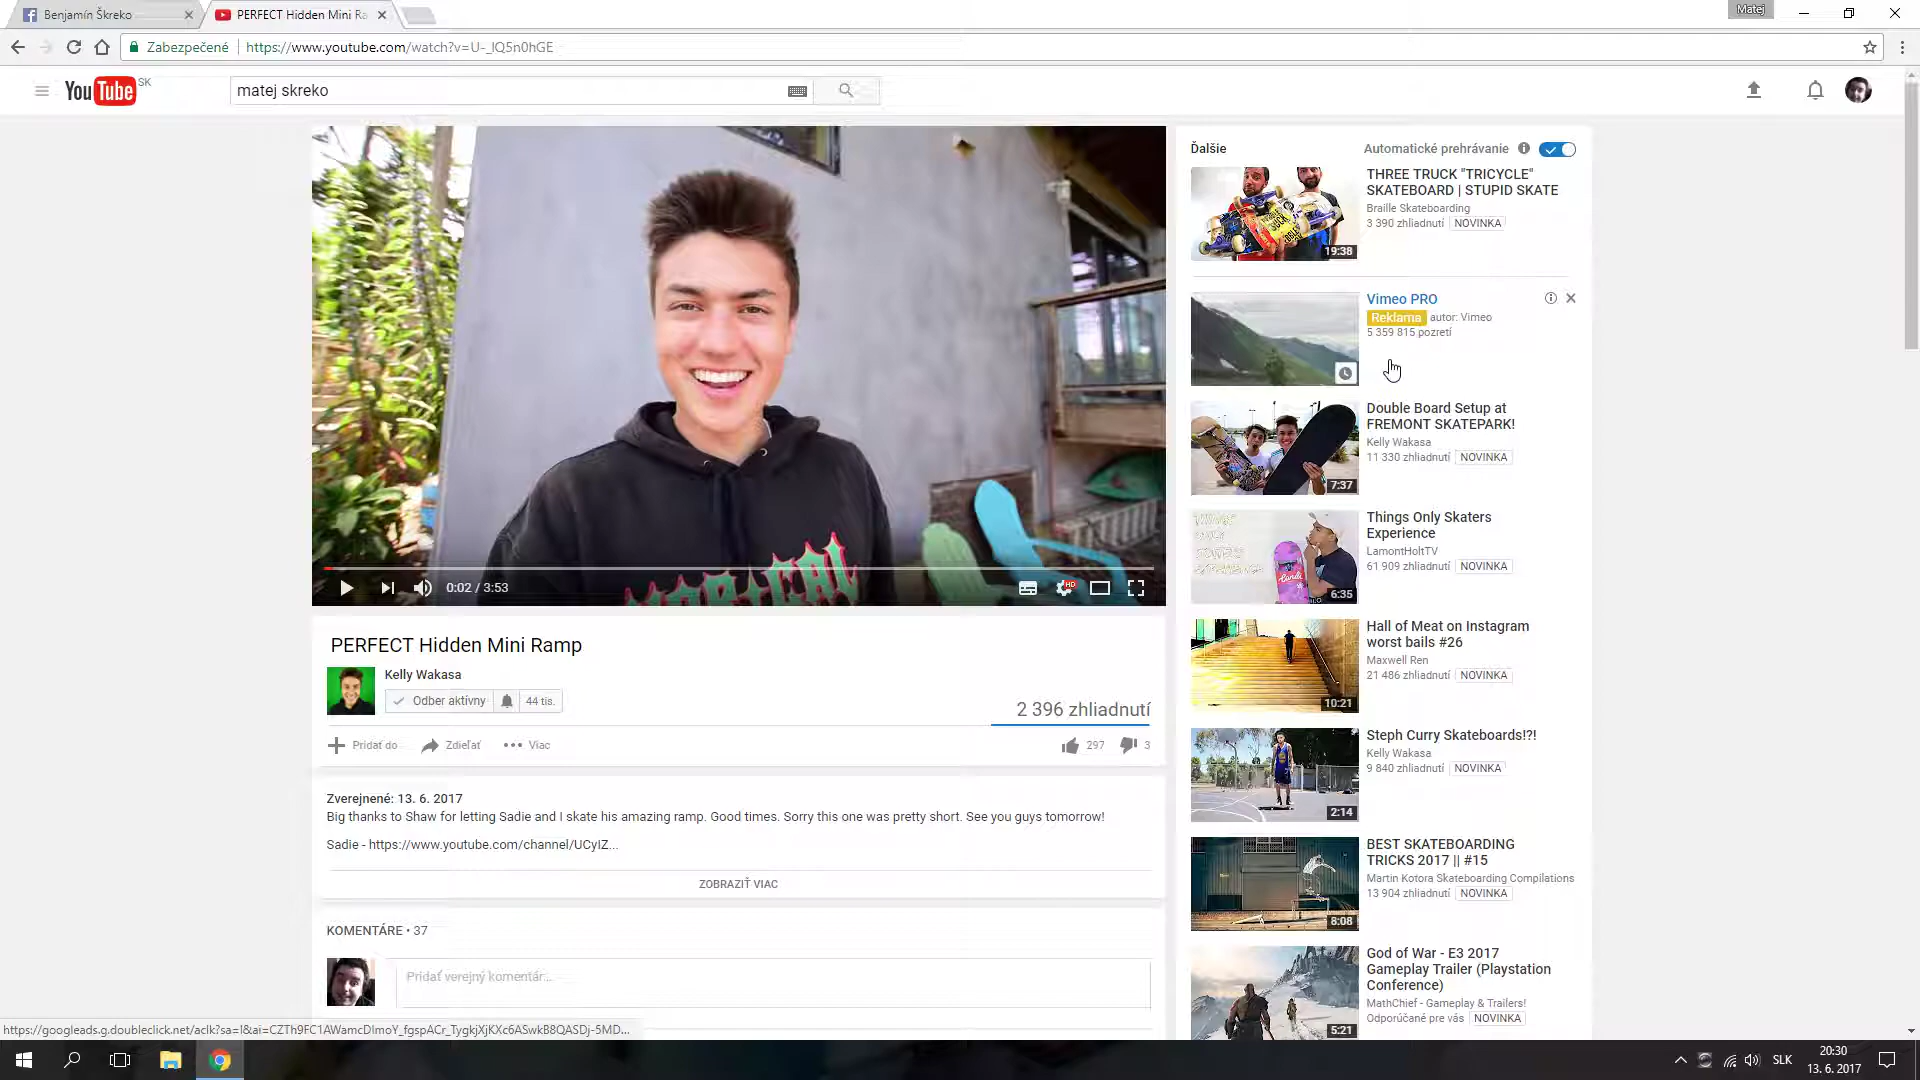 Benjamín Škreko
PERFECT Hidden Mini Ra
Matej
Zabezpečené
https://www.youtube.com/watch?v=U-_lQ5n0hGE
YouTube SK
matej skreko
Ďalšie
Automatické prehrávanie
THREE TRUCK "TRICYCLE"
SKATEBOARD | STUPID SKATE
Braille Skateboarding
3 390 zhliadnutí NOVINKA
19:38
Vimeo PRO
Reklama autor: Vimeo
5 359 815 pozretí
Double Board Setup at
FREMONT SKATEPARK!
Kelly Wakasa
11 330 zhliadnutí NOVINKA
7:37
Things Only Skaters
Experience
LamontHoltTV
61 909 zhliadnutí NOVINKA
6:35
Hall of Meat on Instagram
worst bails #26
Maxwell Ren
21 486 zhliadnutí NOVINKA
10:21
Steph Curry Skateboards!?!
Kelly Wakasa
9 840 zhliadnutí NOVINKA
2:14
BEST SKATEBOARDING
TRICKS 2017 || #15
Martin Kotora Skateboarding Compilations
13 904 zhliadnutí NOVINKA
8:08
God of War - E3 2017
Gameplay Trailer (Playstation
Conference)
MathChief - Gameplay & Trailers!
Odporúčané pre vás NOVINKA
5:21
0:02 / 3:53
HD
PERFECT Hidden Mini Ramp
Kelly Wakasa
Odber aktívny 44 tis.
2 396 zhliadnutí
Pridať do Zdieľať Viac
297 3
Zverejnené: 13. 6. 2017
Big thanks to Shaw for letting Sadie and I skate his amazing ramp. Good times. Sorry this one was pretty short. See you guys tomorrow!
Sadie - https://www.youtube.com/channel/UCyIZ...
ZOBRAZIŤ VIAC
KOMENTÁRE • 37
Pridať verejný komentár...
https://googleads.g.doubleclick.net/aclk?sa=l&ai=CZTh9FC1AWamcDImoY_fgspACr_TygkjXjKXc6ASwkB8QASDj-5MD...
SLK
20:30
13. 6. 2017